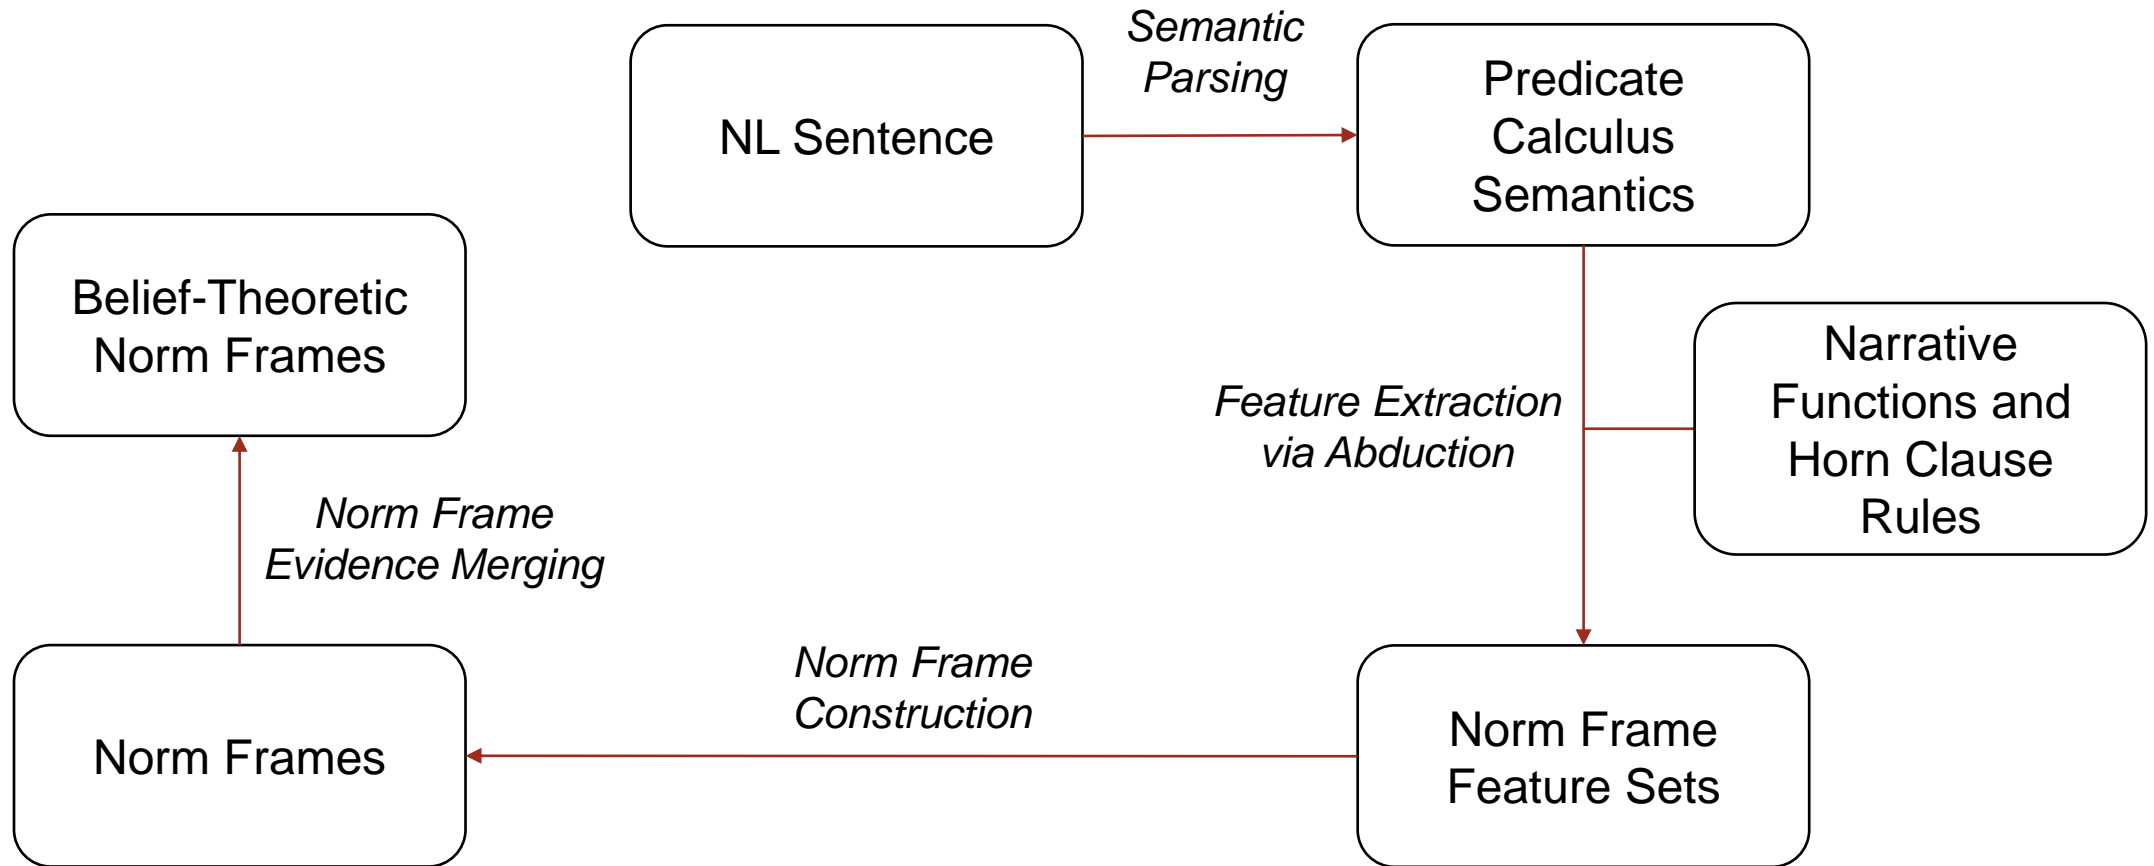 NL Sentence
Semantic
Parsing
Predicate
Calculus
Semantics
Narrative
Functions and
Horn Clause
Rules
Feature Extraction
via Abduction
Norm Frame
Feature Sets
Norm Frame
Construction
Norm Frames
Norm Frame
Evidence Merging
Belief-Theoretic
Norm Frames